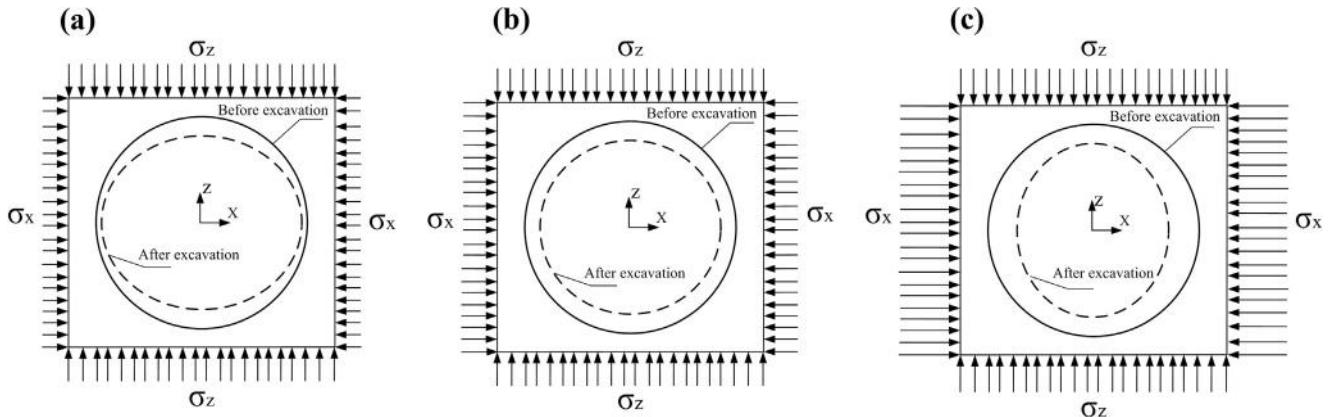 (a)
σz
Before excavation
σx
Z
X
σx
After excavation
σz
(b)
σz
Before excavation
σx
Z
X
σx
After excavation
σz
(c)
σz
Before excavation
σx
Z
X
σx
After excavation
σz